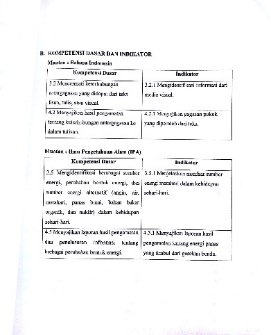 B. KOMPETENSI DASAR DAN INDIKATOR
Muatan : Bahasa Indonesia
Kompetensi Dasar
Indikator
3.2 keterhubungan
antargagasan yang didapat dari teks
lisan, tulis, atau visual.
3.2.1 Mengidentifikasi informasi dari
media visual.
4.2 Menyajikan hasil pengamatan
tentang keterhubungan antargagasan ke
dalam tulisan.
4.2.1 Menyajikan gagasan pokok
yang diperoleh dari teks.
Muatan : Ilmu Pengetahuan Alam (IPA)
Kompetensi Dasar
Indikator
3.5 Mengidentifikasi berbagai sumber
energi, perubahan bentuk energi, dan
sumber energi alternatif (angin, air,
matahari, panas bumi, bahan bakar
organik, dan nuklir) dalam kehidupan
sehari-hari.
3.5.1 Menjelaskan manfaat sumber
energi matahari dalam kehidupan
sehari-hari.
4.5 Menyajikan laporan hasil pengamatan
dan penelusuran informasi tentang
berbagai perubahan bentuk energi.
4.5.1 Menyajikan laporan hasil
pengamatan tentang energi panas
yang timbul dari gesekan benda.